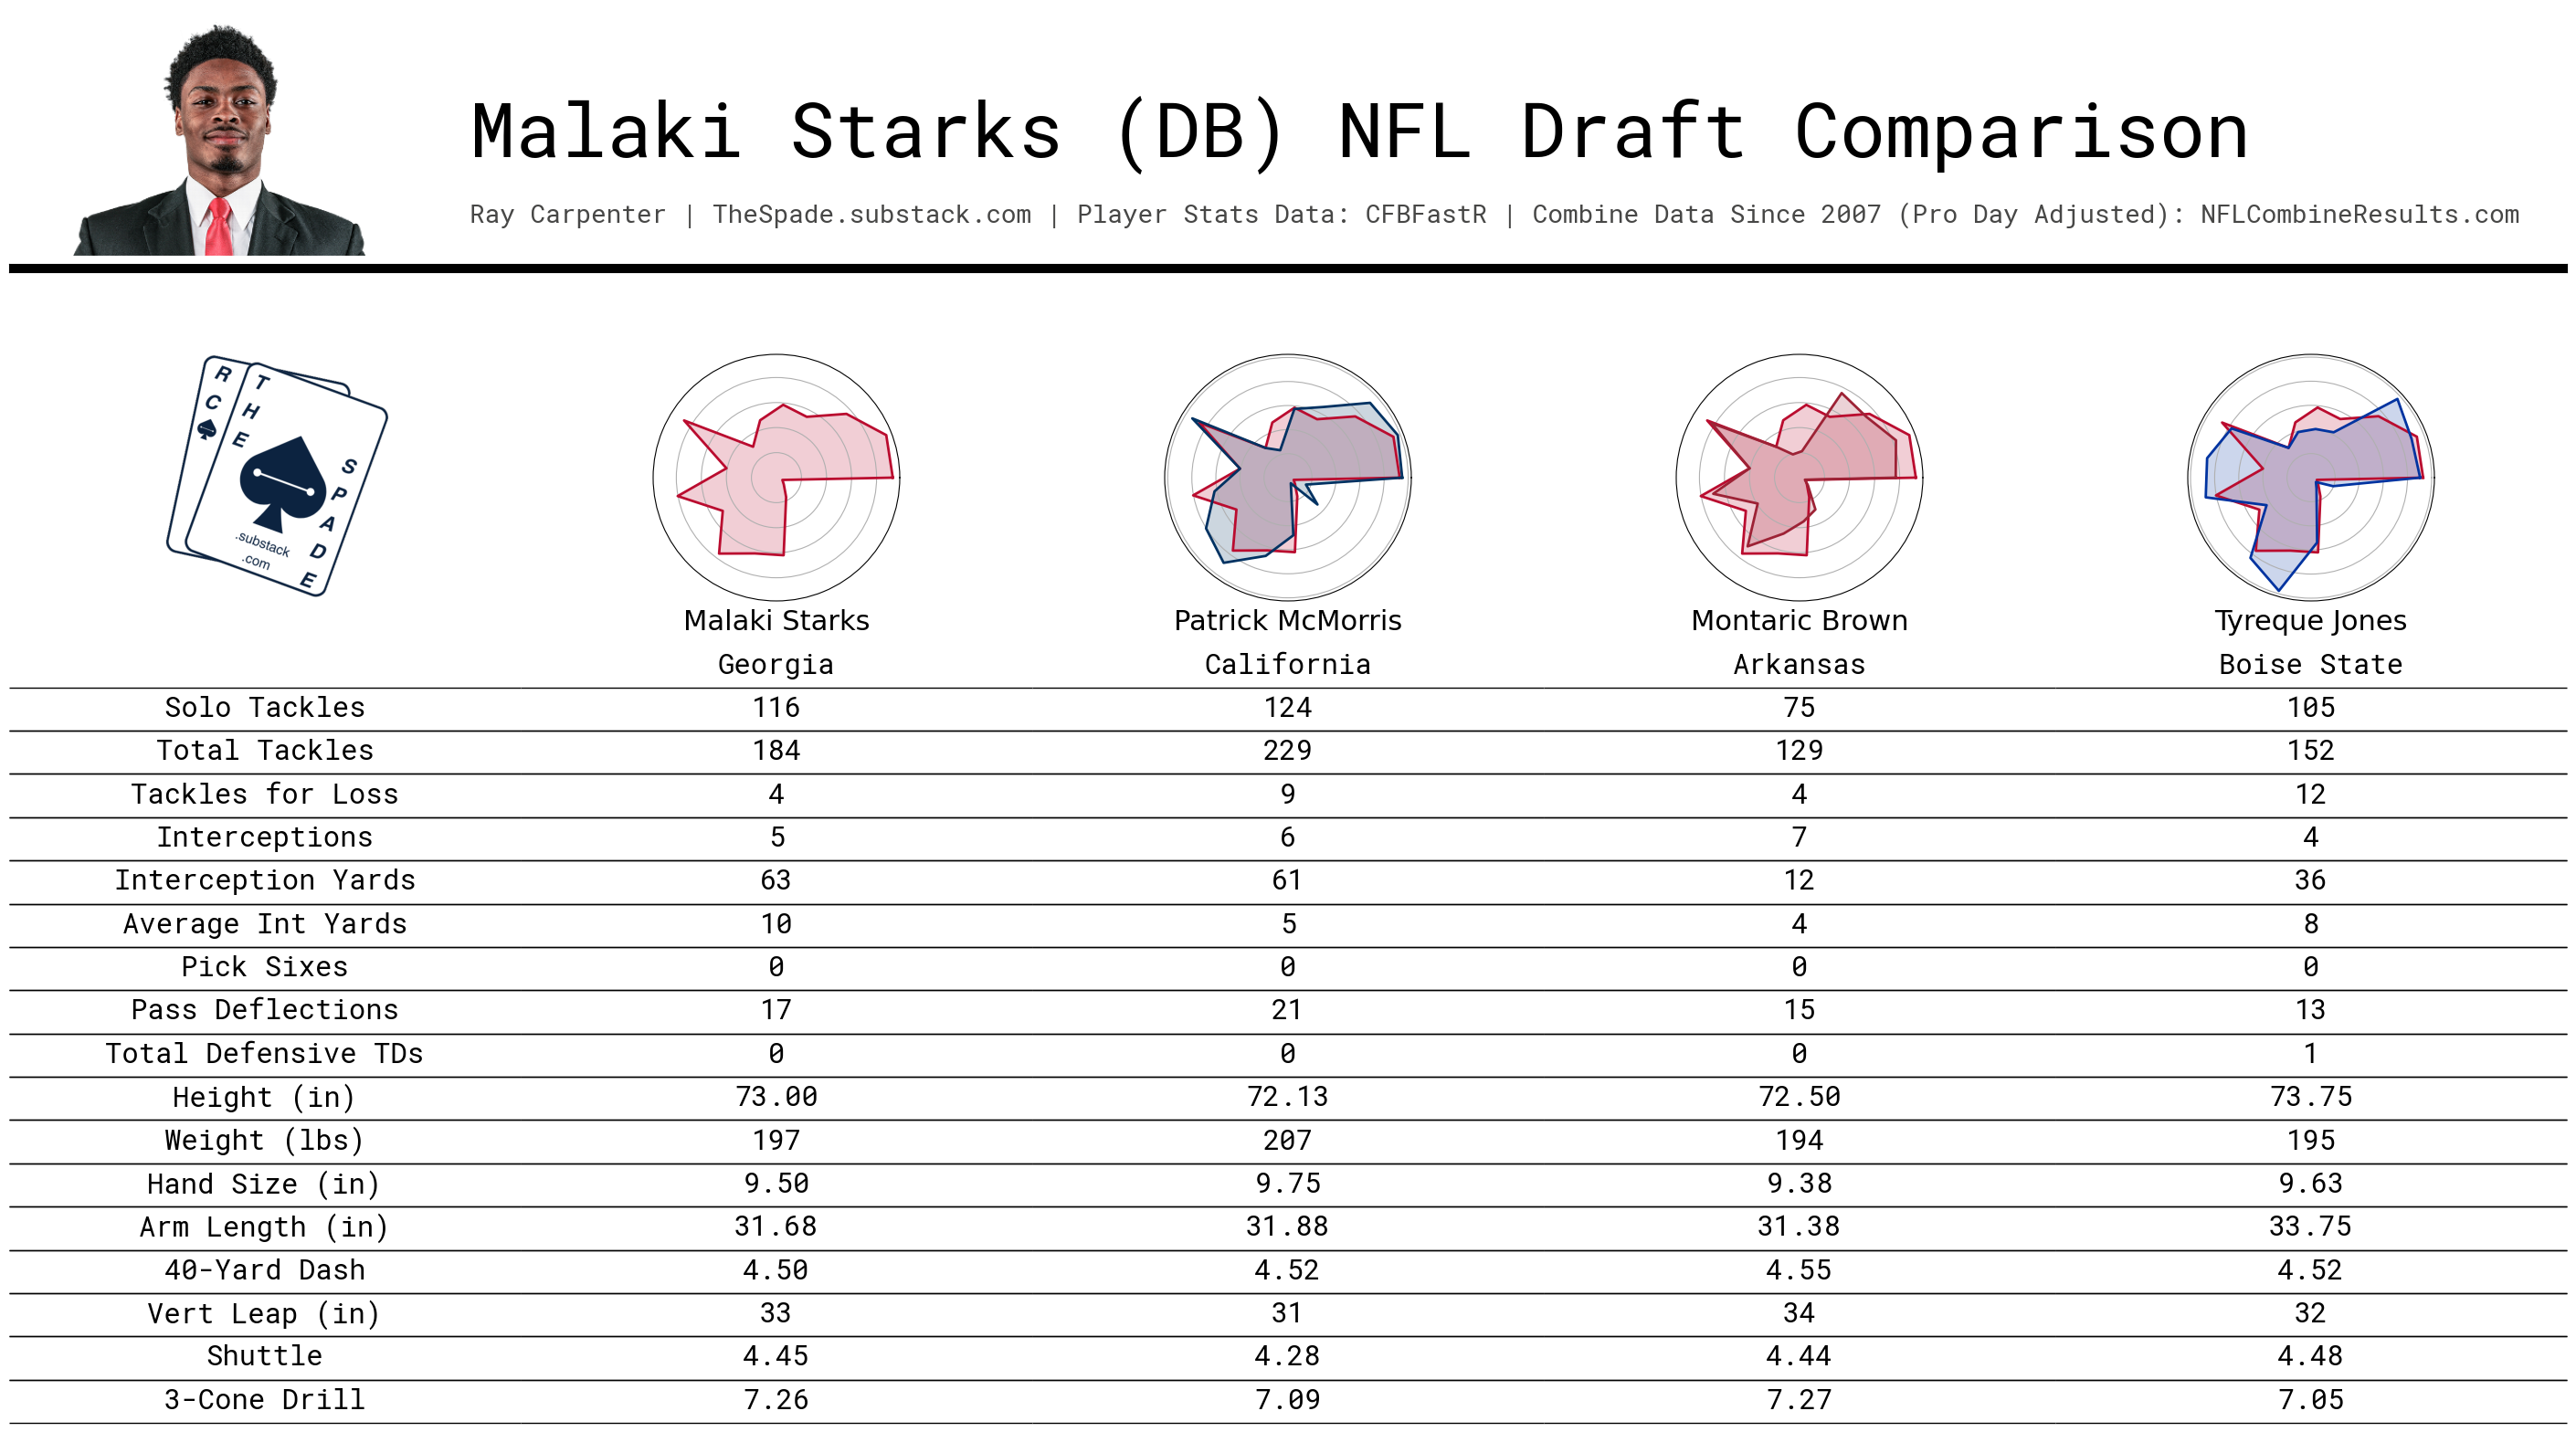 Malaki Starks (DB) NFL Draft Comparison
Ray Carpenter | TheSpade.substack.com | Player Stats Data: CFBFastR | Combine Data Since 2007 (Pro Day Adjusted): NFLCombineResults.com
RC
THE
SPADE
.substack
.com
Malaki Starks Patrick McMorris Montaric Brown Tyreque Jones
Georgia California Arkansas Boise State
Solo Tackles 116 124 75 105
Total Tackles 184 229 129 152
Tackles for Loss 4 9 4 12
Interceptions 5 6 7 4
Interception Yards 63 61 12 36
Average Int Yards 10 5 4 8
Pick Sixes 0 0 0 0
Pass Deflections 17 21 15 13
Total Defensive TDs 0 0 0 1
Height (in) 73.00 72.13 72.50 73.75
Weight (lbs) 197 207 194 195
Hand Size (in) 9.50 9.75 9.38 9.63
Arm Length (in) 31.68 31.88 31.38 33.75
40-Yard Dash 4.50 4.52 4.55 4.52
Vert Leap (in) 33 31 34 32
Shuttle 4.45 4.28 4.44 4.48
3-Cone Drill 7.26 7.09 7.27 7.05